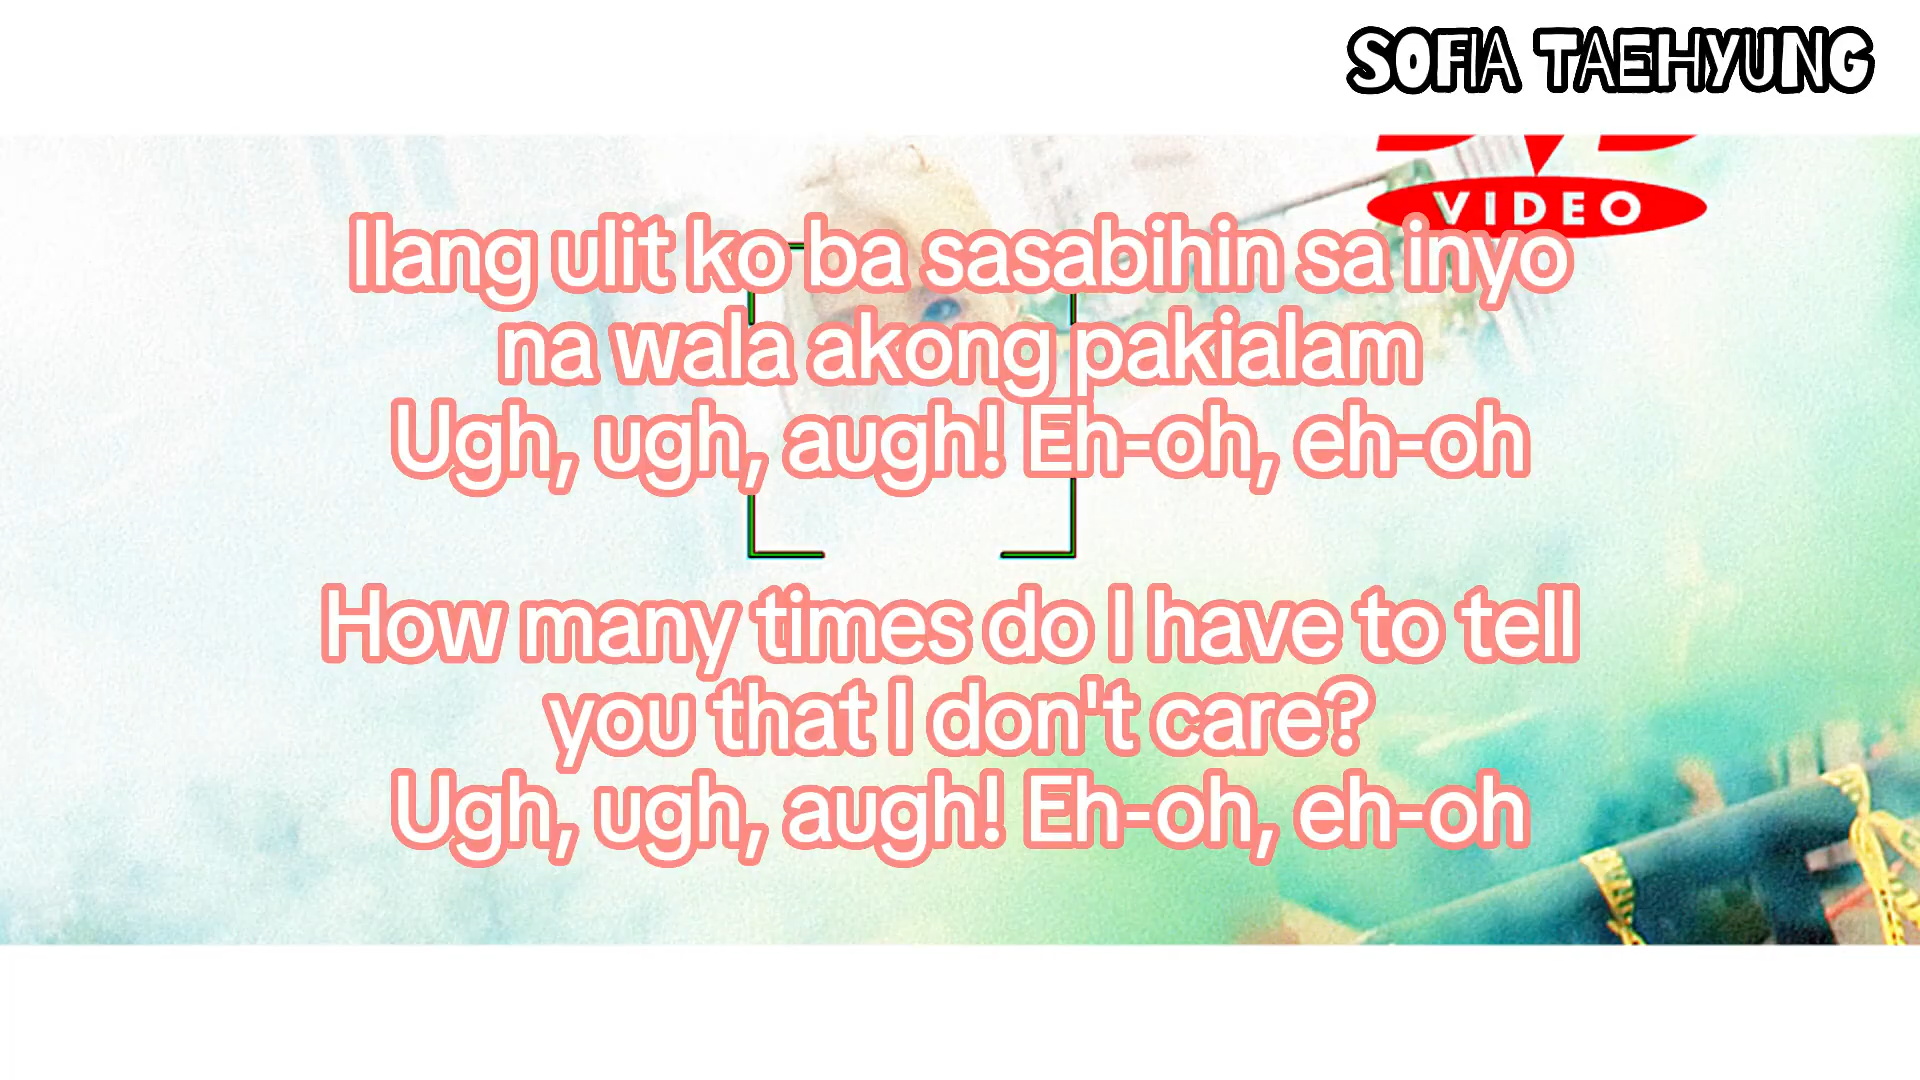 SOFIA TAEHYUNG
VIDEO
Ilang ulit ko ba sasabihin sa inyo
na wala akong pakialam
Ugh, ugh, augh! Eh-oh, eh-oh
How many times do I have to tell
you that I don't care?
Ugh, ugh, augh! Eh-oh, eh-oh